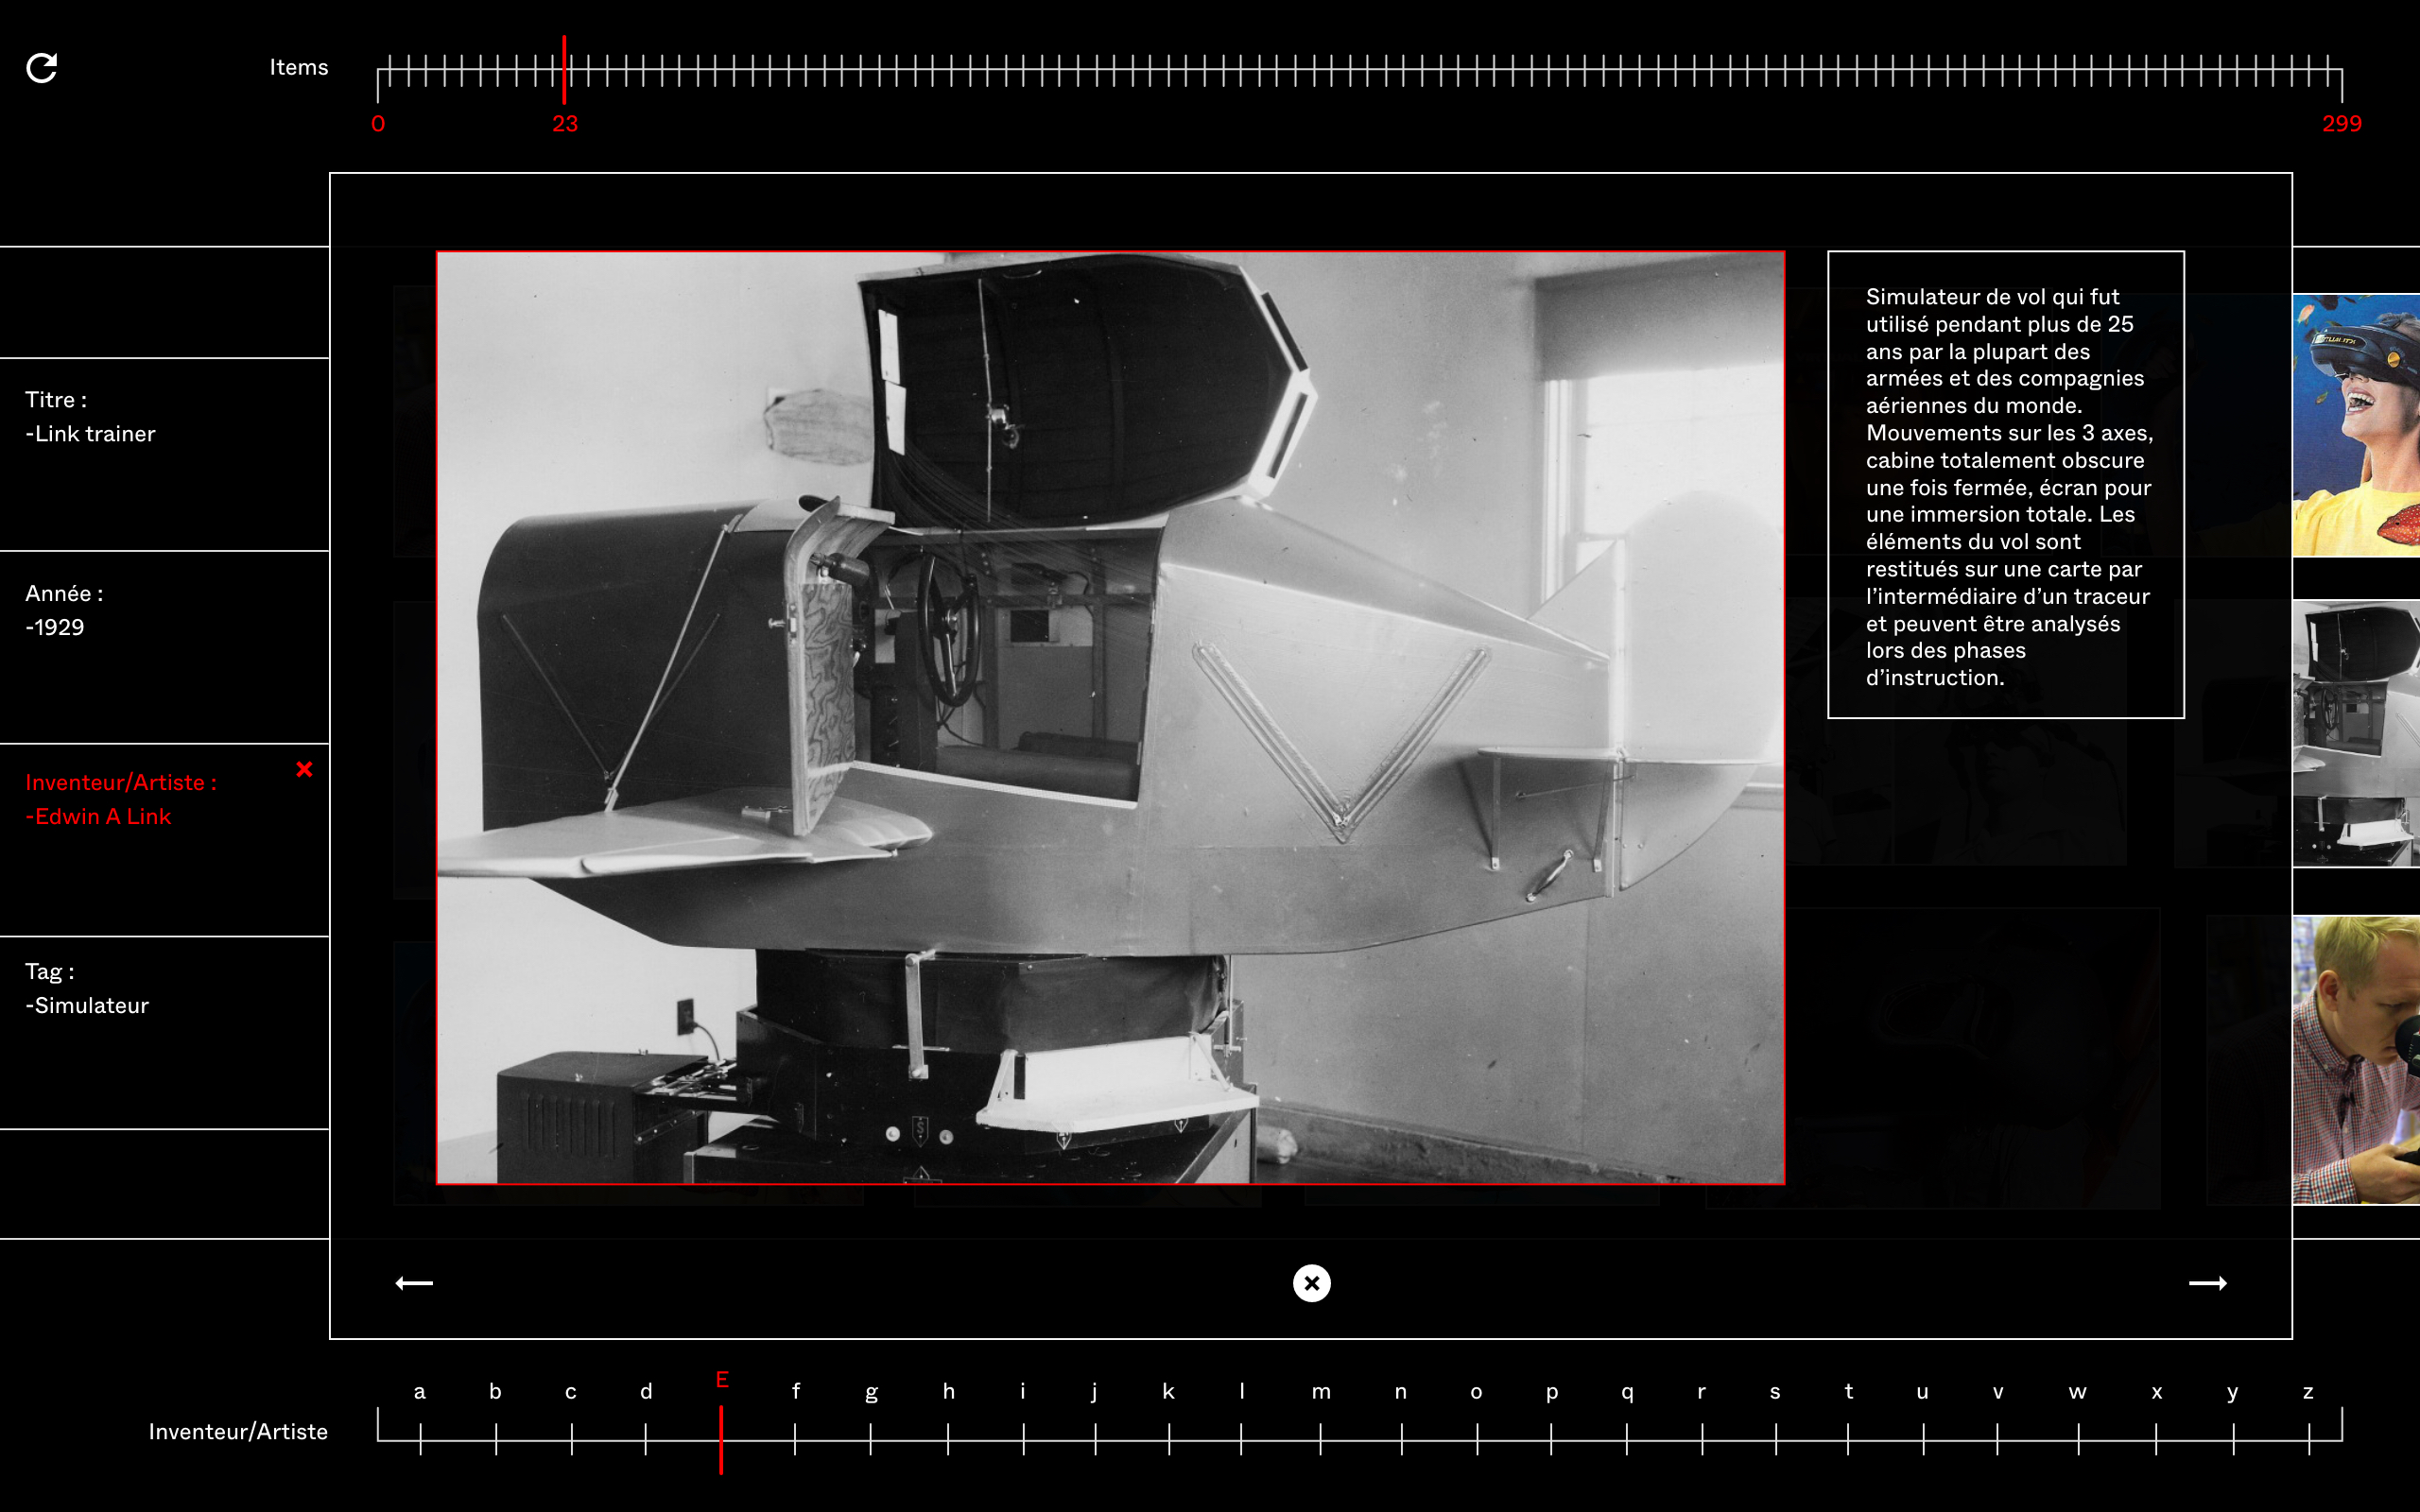 Items
0
23
299
Titre :
-Link trainer
Année :
-1929
Inventeur/Artiste :
-Edwin A Link
Tag :
-Simulateur
Simulateur de vol qui fut
utilisé pendant plus de 25
ans par la plupart des
armées et des compagnies
aériennes du monde.
Mouvements sur les 3 axes,
cabine totalement obscure
une fois fermée, écran pour
une immersion totale. Les
éléments du vol sont
restitués sur une carte par
l’intermédiaire d’un traceur
et peuvent être analysés
lors des phases
d’instruction.
a b c d E f g h i j k l m n o p q r s t u v w x y z
Inventeur/Artiste